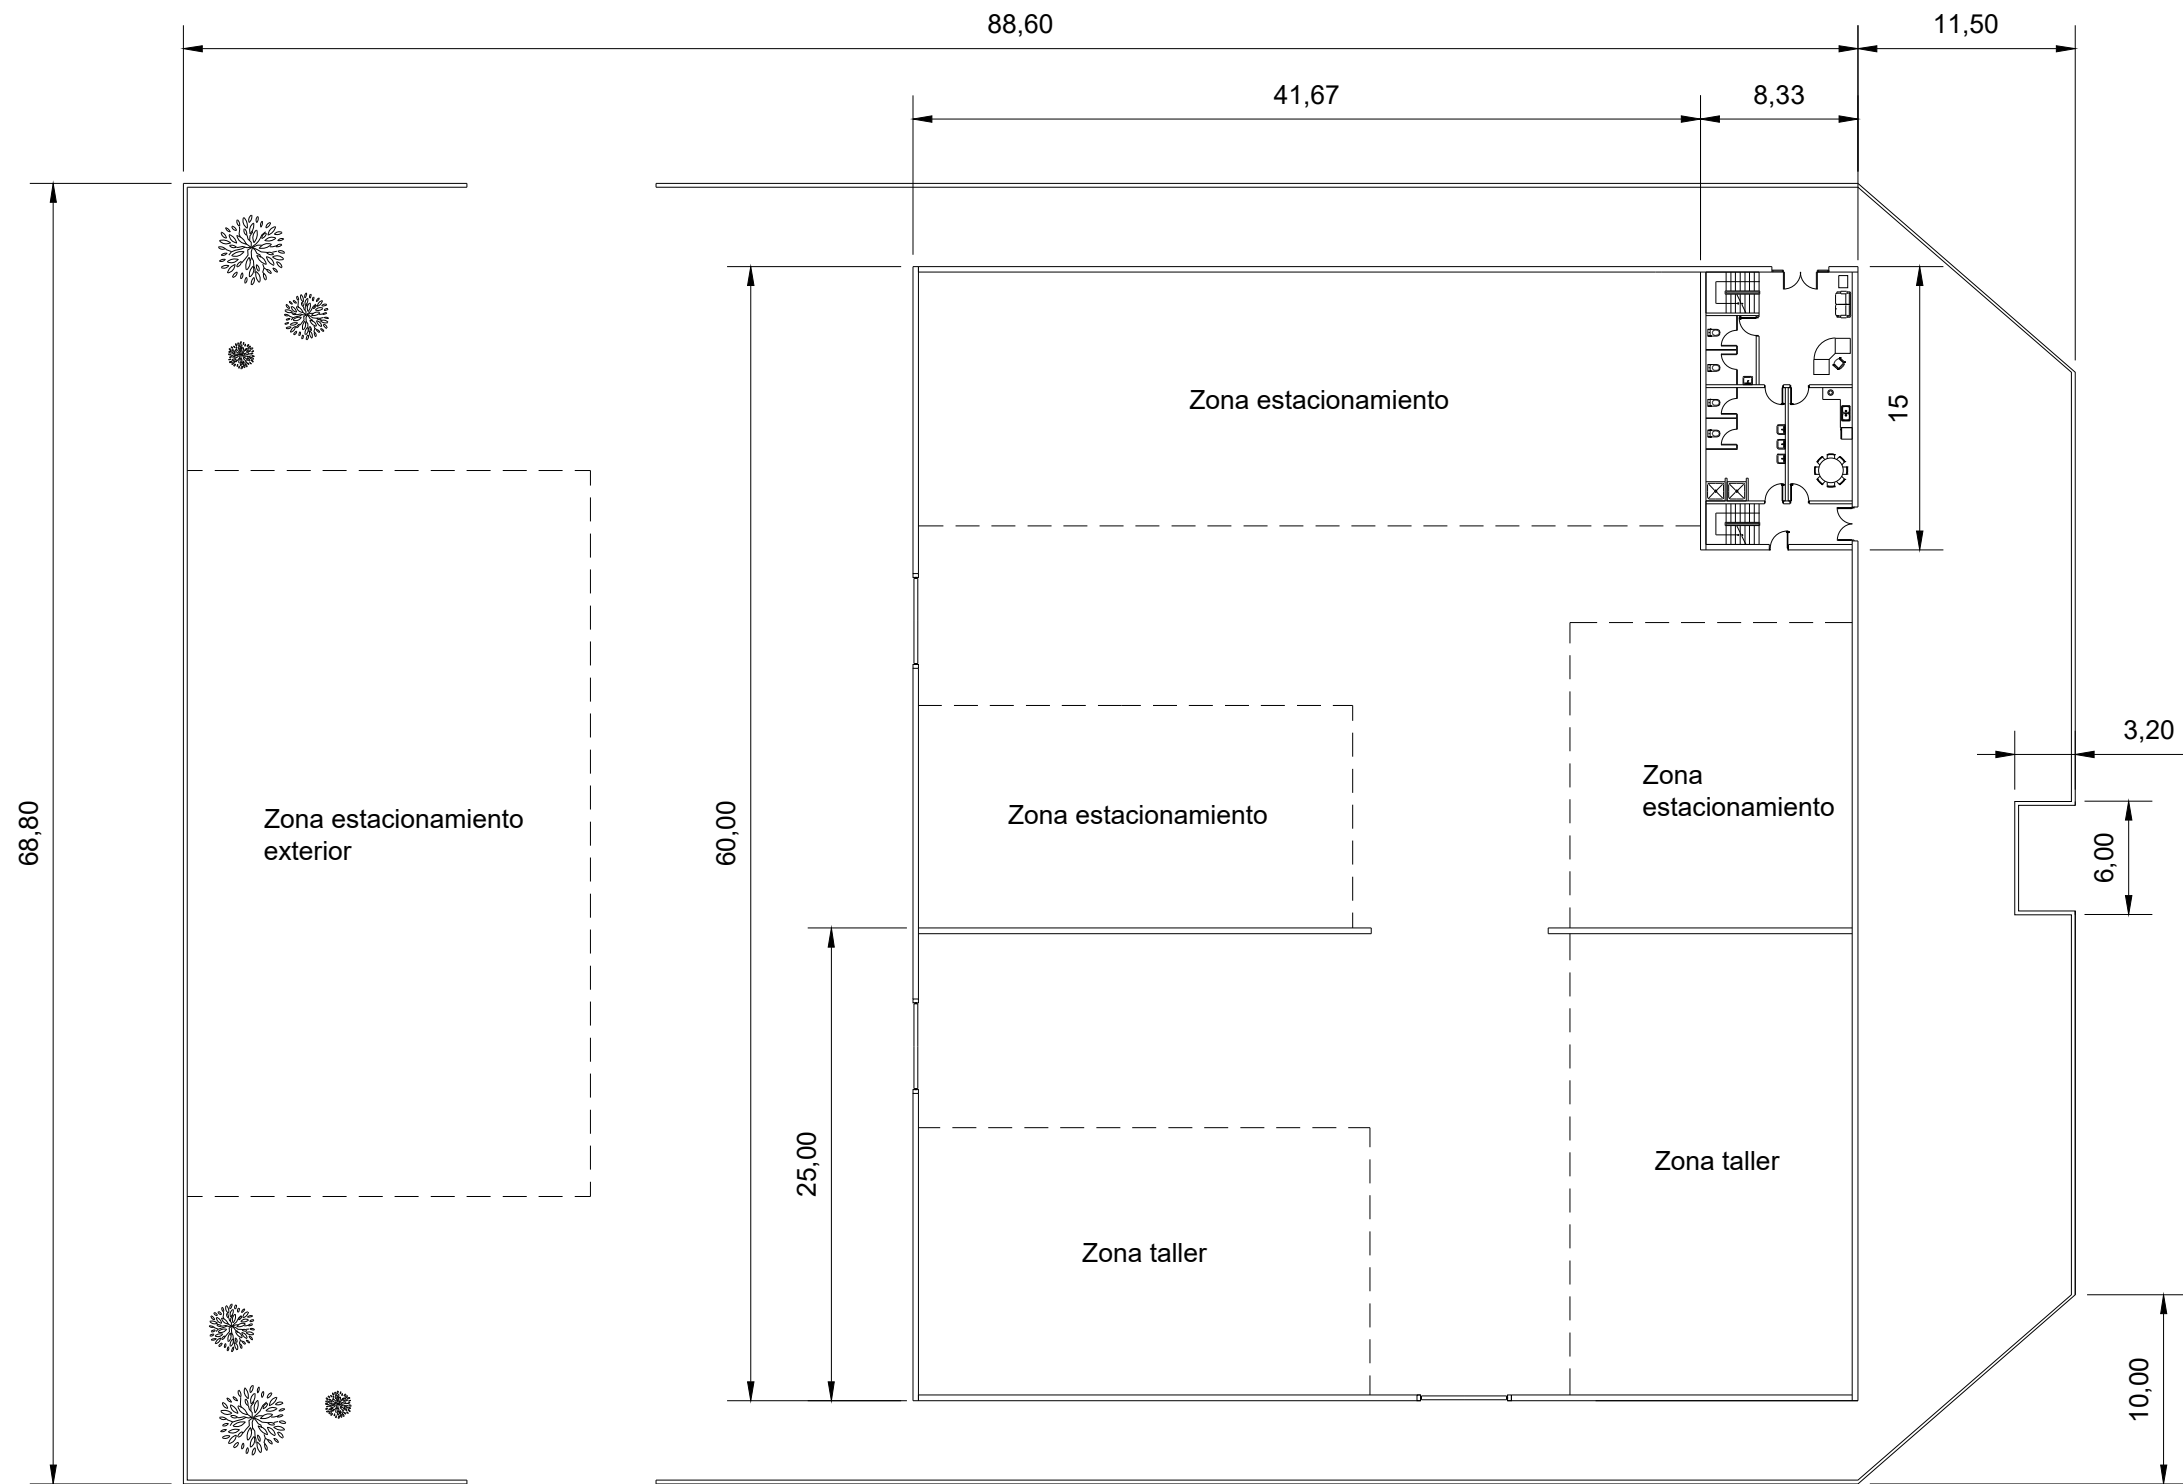 88,60
11,50
41,67
8,33
Zona estacionamiento
15
3,20
Zona
estacionamiento
Zona estacionamiento
Zona estacionamiento
exterior
68,80
60,00
6,00
25,00
Zona taller
Zona taller
10,00